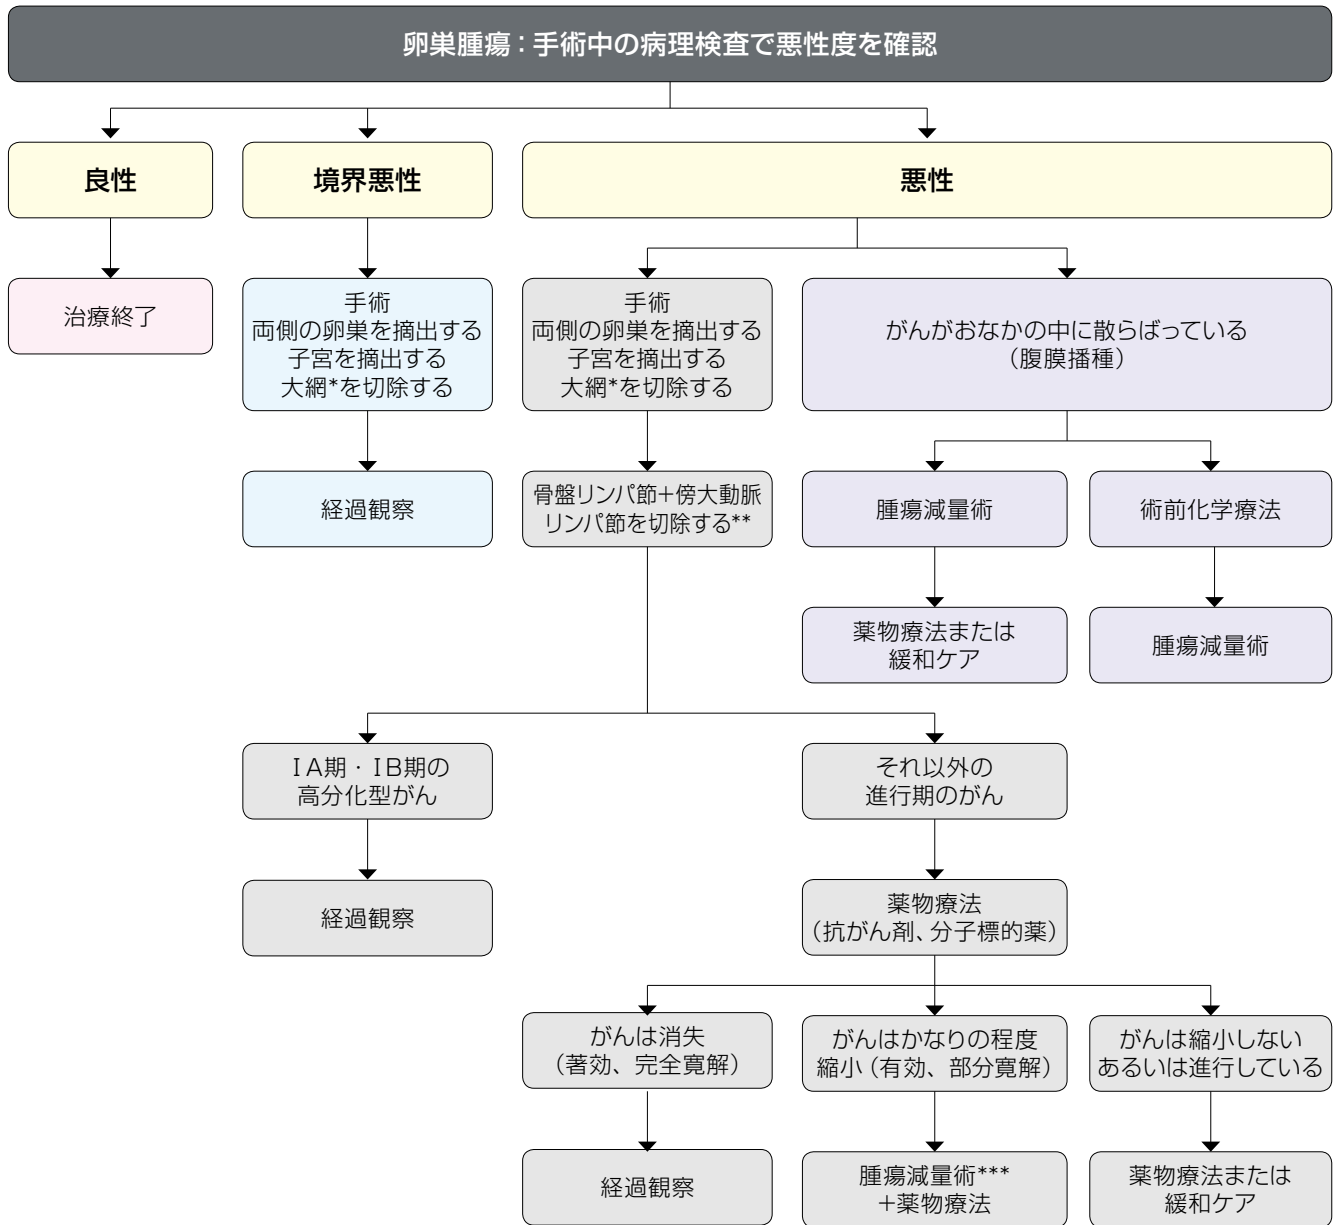 卵巣腫瘍：手術中の病理検査で悪性度を確認
良性
境界悪性
悪性
治療終了
手術
両側の卵巣を摘出する
子宮を摘出する
大網*を切除する
手術
両側の卵巣を摘出する
子宮を摘出する
大網*を切除する
がんがおなかの中に散らばっている
（腹膜播種）
経過観察
骨盤リンパ節＋傍大動脈
リンパ節を切除する**
腫瘍減量術
術前化学療法
薬物療法または
緩和ケア
腫瘍減量術
ⅠA期・ⅠB期の
高分化型がん
それ以外の
進行期のがん
経過観察
薬物療法
（抗がん剤、分子標的薬）
がんは消失
（著効、完全寛解）
がんはかなりの程度
縮小（有効、部分寛解）
がんは縮小しない
あるいは進行している
経過観察
腫瘍減量術***
＋薬物療法
薬物療法または
緩和ケア